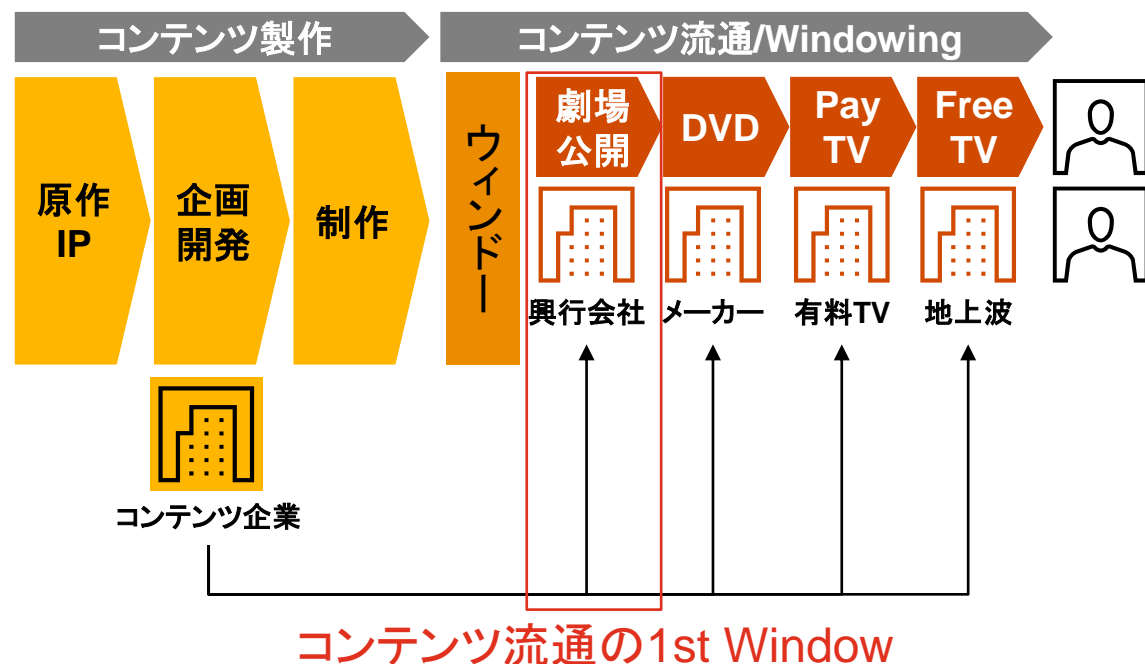 コンテンツ製作
コンテンツ流通/Windowing
原作
IP
企画
開発
制作
ウィンドー
劇場
公開
DVD
Pay
TV
Free
TV
興行会社
メーカー
有料TV
地上波
コンテンツ企業
コンテンツ流通の1st Window